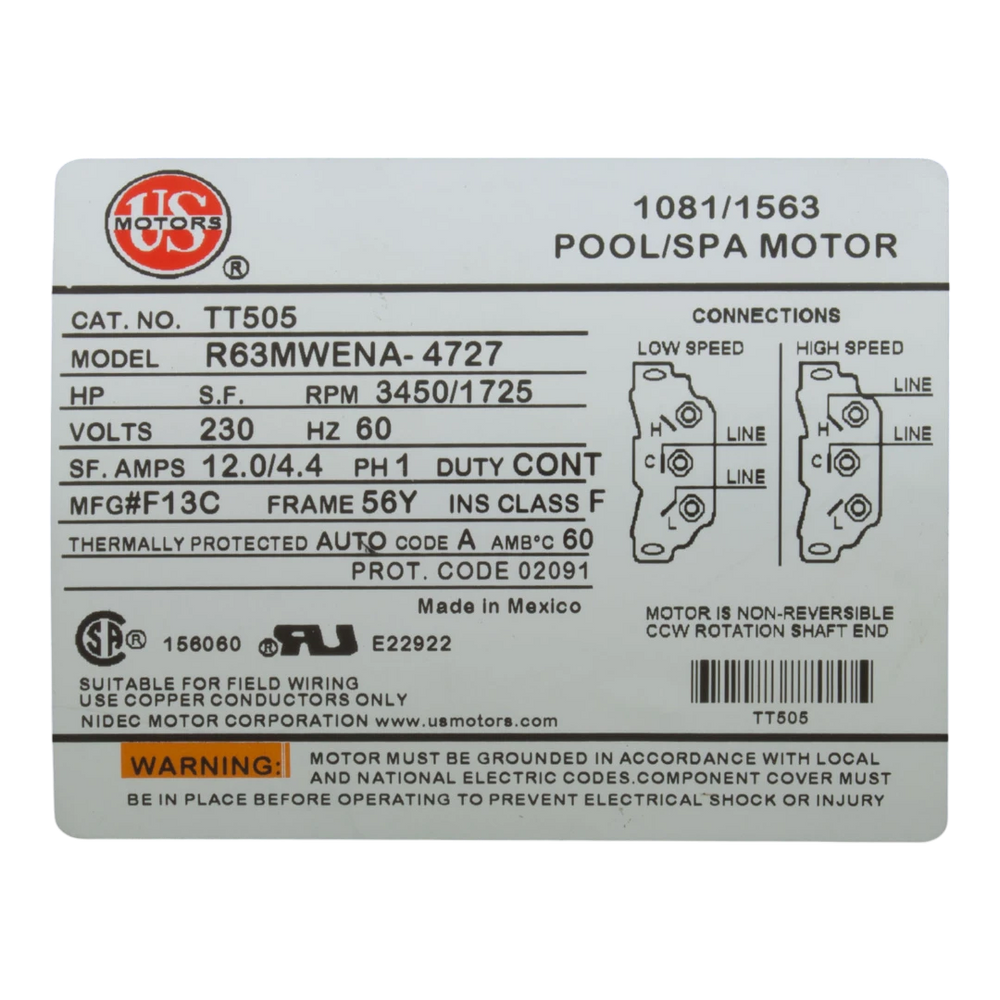 US
MOTORS
®
1081/1563
POOL/SPA MOTOR
CAT. NO. TT505
MODEL R63MWENA-4727
HP S.F. RPM 3450/1725
VOLTS 230 HZ 60
SF. AMPS 12.0/4.4 PH 1 DUTY CONT
MFG#F13C FRAME 56Y INS CLASS F
THERMALLY PROTECTED AUTO CODE A AMB°C 60
PROT. CODE 02091
Made in Mexico
CONNECTIONS
LOW SPEED
H
C
L
LINE
LINE
HIGH SPEED
H
C
L
LINE
LINE
MOTOR IS NON-REVERSIBLE
CCW ROTATION SHAFT END
SA ® 156060 ® RU E22922
TT505
SUITABLE FOR FIELD WIRING
USE COPPER CONDUCTORS ONLY
NIDEC MOTOR CORPORATION www.usmotors.com
WARNING: MOTOR MUST BE GROUNDED IN ACCORDANCE WITH LOCAL
AND NATIONAL ELECTRIC CODES.COMPONENT COVER MUST
BE IN PLACE BEFORE OPERATING TO PREVENT ELECTRICAL SHOCK OR INJURY